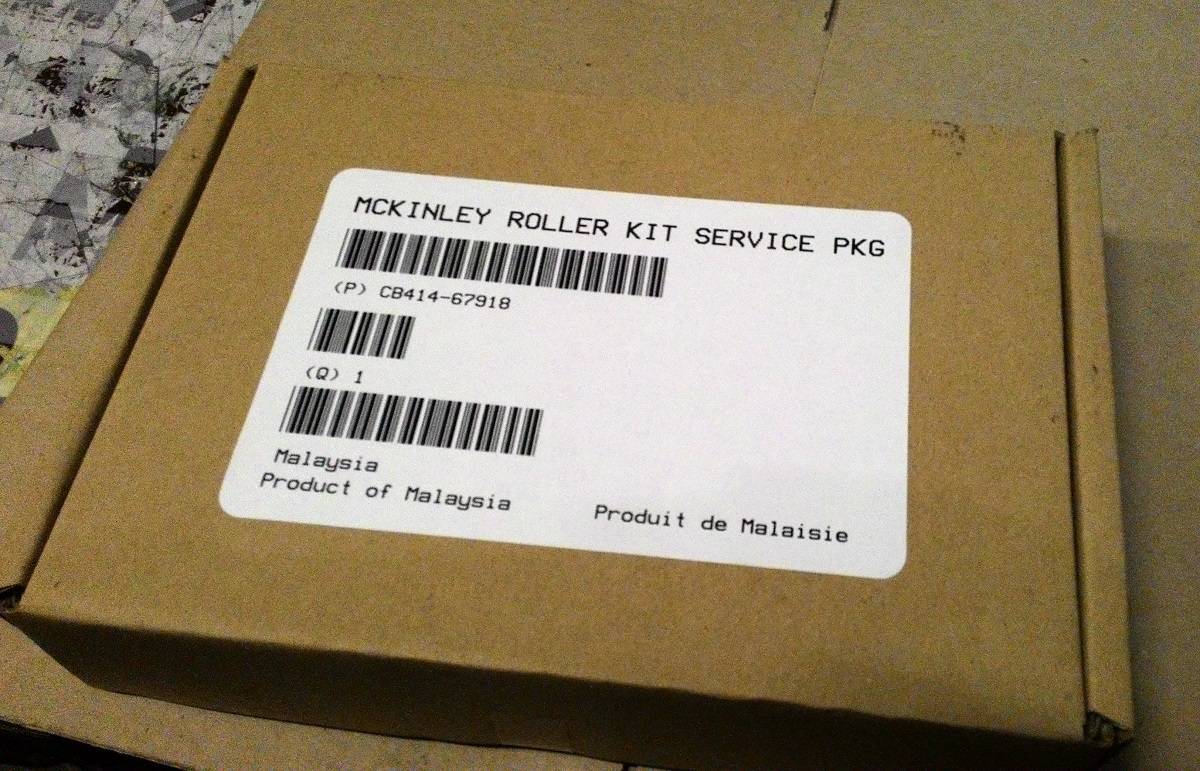 MCKINLEY ROLLER KIT SERVICE PKG
(P) CB414-67918
(Q) 1
Malaysia
Product of Malaysia Produit de Malaisie